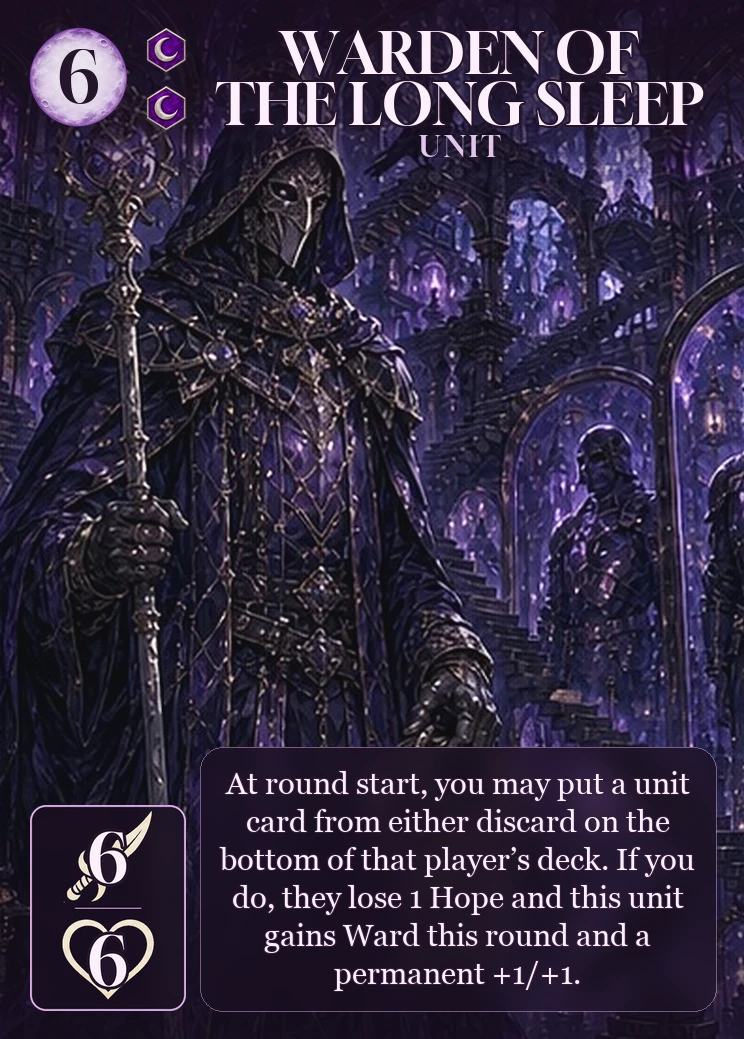 6
WARDEN OF
THE LONG SLEEP
UNIT
At round start, you may put a unit
card from either discard on the
bottom of that player’s deck. If you
do, they lose 1 Hope and this unit
gains Ward this round and a
permanent +1/+1.
6
6